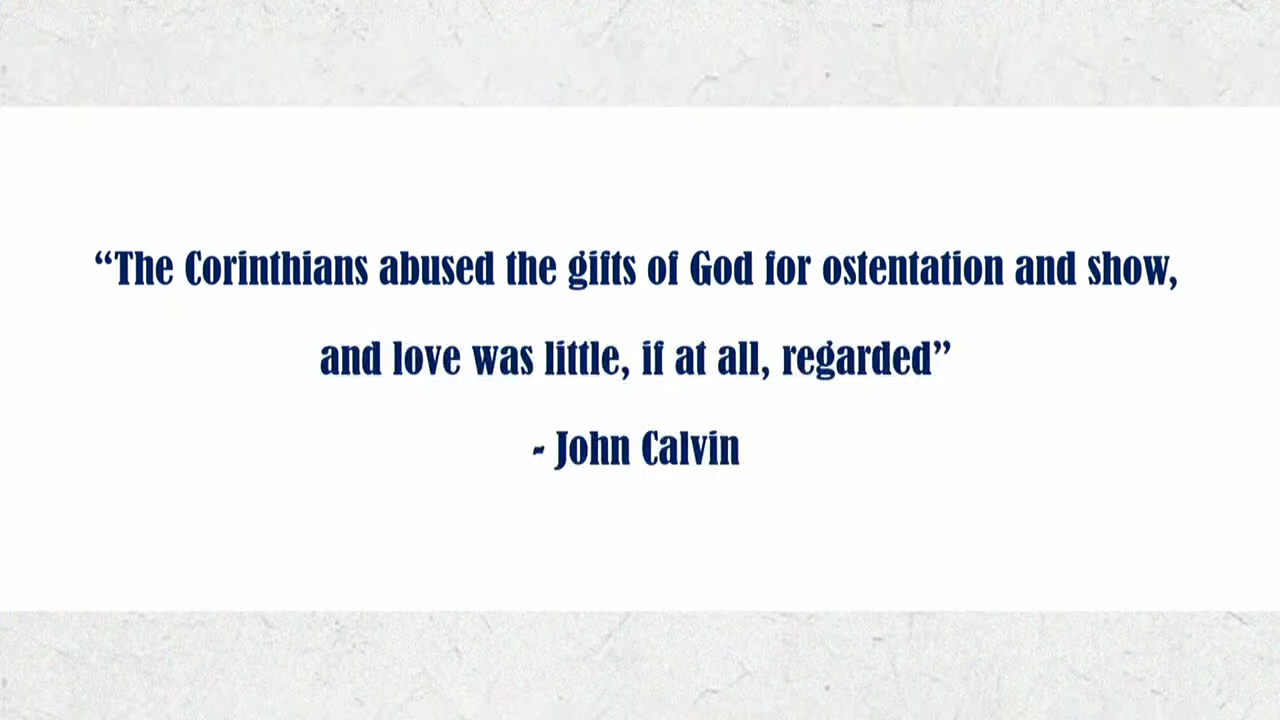 “The Corinthians abused the gifts of God for ostentation and show,
and love was little, if at all, regarded”
- John Calvin